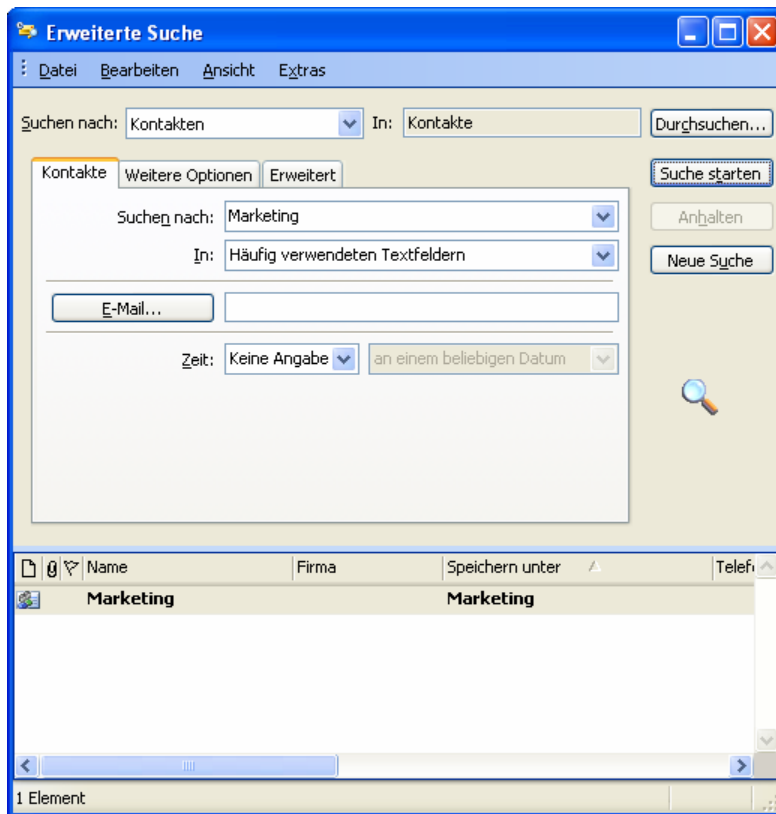 Erweiterte Suche
Datei Bearbeiten Ansicht Extras
Suchen nach: Kontakten In: Kontakte Durchsuchen...
Kontakte Weitere Optionen Erweitert Suche starten
Suchen nach: Marketing Anhalten
In: Häufig verwendeten Textfeldern Neue Suche
E-Mail...
Zeit: Keine Angabe an einem beliebigen Datum
Name Firma Speichern unter Telef
Marketing Marketing
1 Element